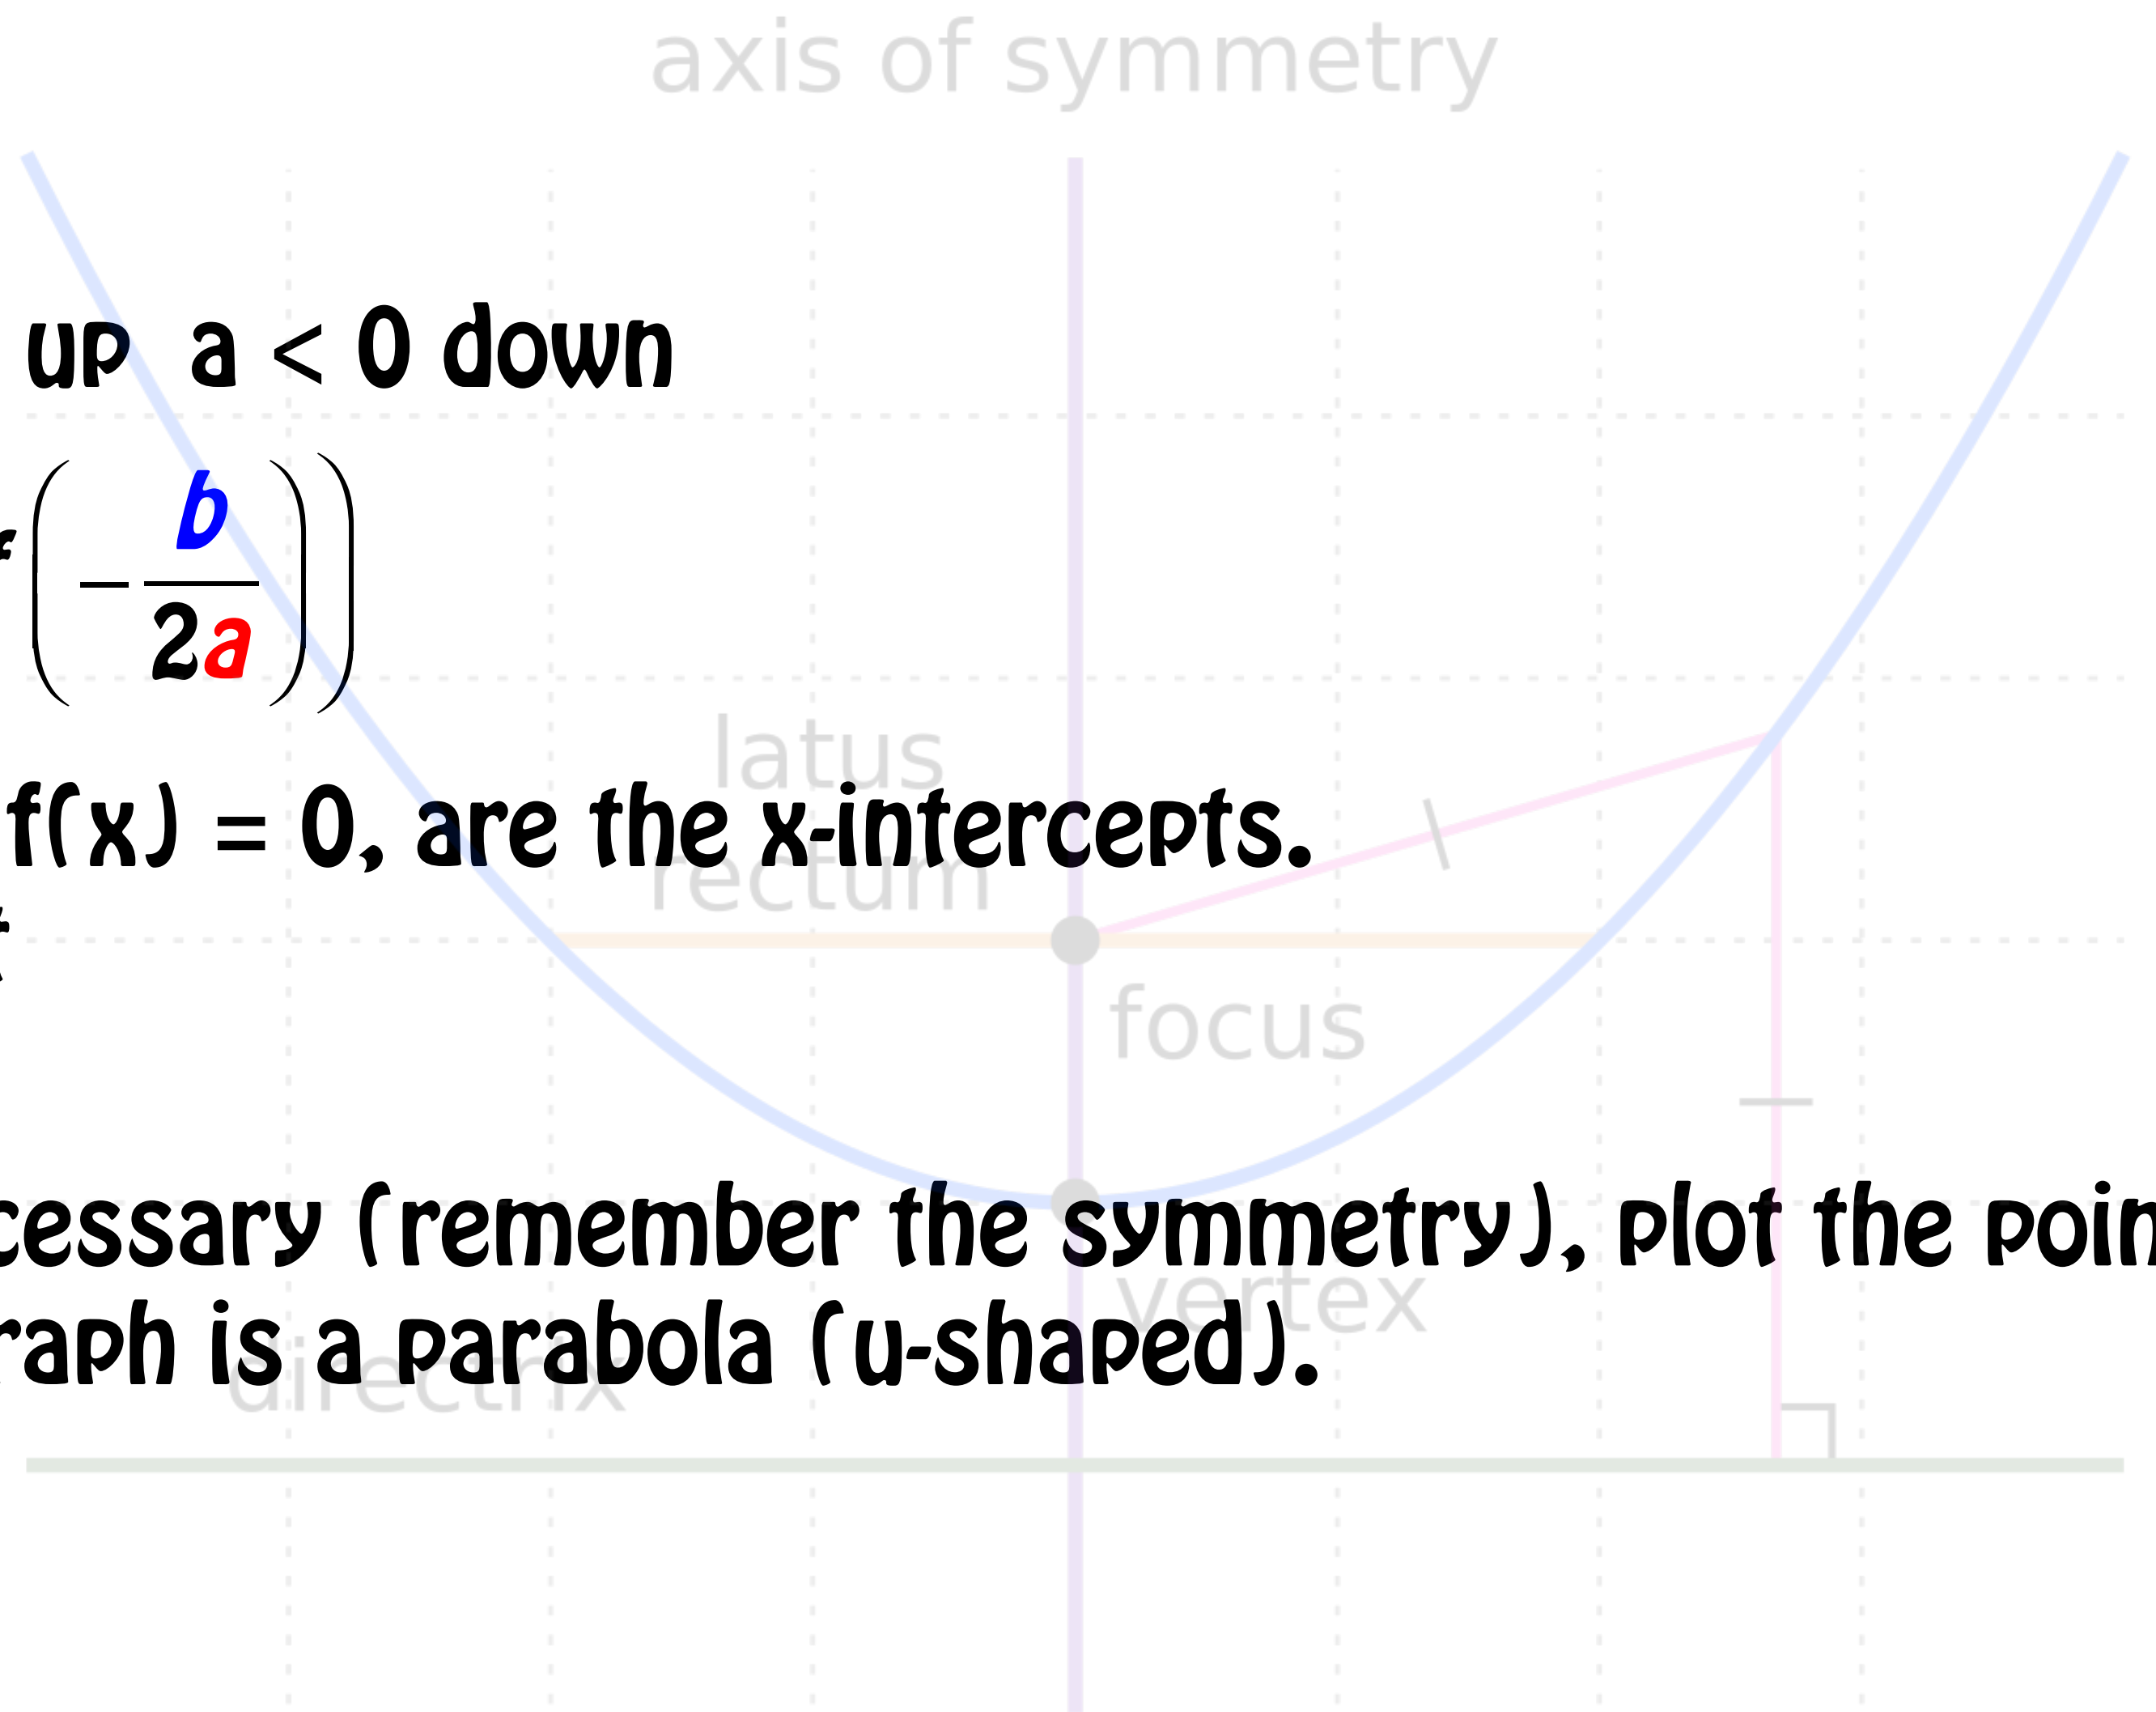 axis of symmetry
up a < 0 down
f(-b/2a))
f(x) = 0, are the x-intercepts.
latus
rectum
focus
cessary (remember the symmetry), plot the poin
vertex
raph is a parabola (u-shaped).
directrix